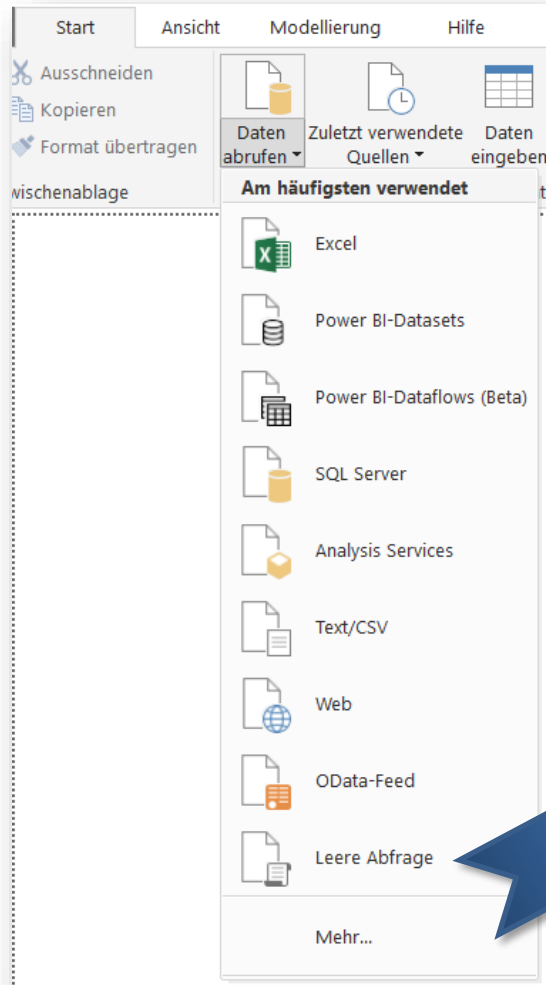 Start Ansicht Modellierung Hilfe
Ausschneiden
Kopieren
Format übertragen
Daten abrufen
Zuletzt verwendete Quellen
Daten eingeben
Am häufigsten verwendet
Excel
Power BI-Datasets
Power BI-Dataflows (Beta)
SQL Server
Analysis Services
Text/CSV
Web
OData-Feed
Leere Abfrage
Mehr...